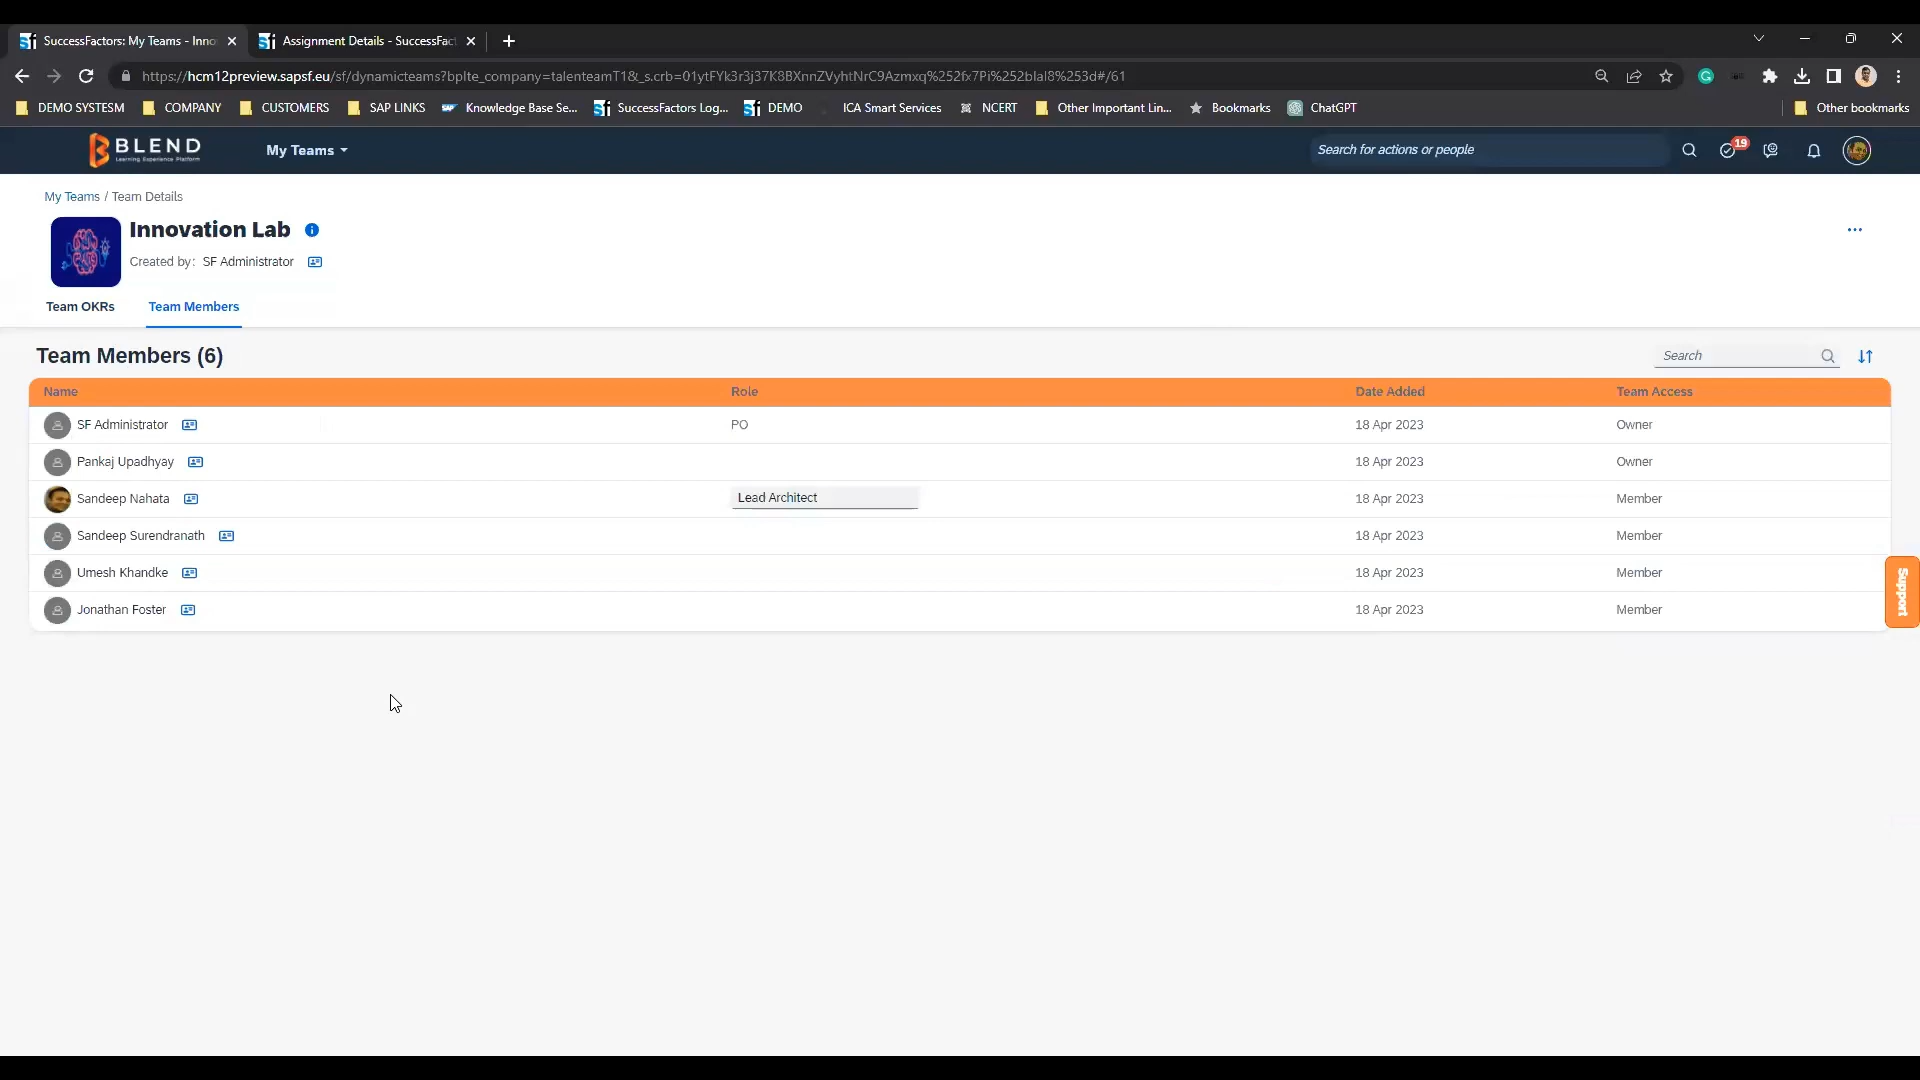 SuccessFactors: My Teams - Inno
Assignment Details - SuccessFac
https://hcm12preview.sapsf.eu/sf/dynamicteams?bplte_company=talenteamT1&_s.crb=01ytFYk3r3j37K8BXnnZVyhtNrC9Azmxq%252fx7Pi%252blal8%253d#/61
DEMO SYSTESM
COMPANY
CUSTOMERS
SAP LINKS
Knowledge Base Se...
SuccessFactors Log...
DEMO
ICA Smart Services
NCERT
Other Important Lin...
Bookmarks
ChatGPT
Other bookmarks
BLEND
Learning Experience Platform
My Teams
Search for actions or people
19
My Teams / Team Details
Innovation Lab
Created by: SF Administrator
Team OKRs
Team Members
Team Members (6)
Search
Name Role Date Added Team Access
SF Administrator PO 18 Apr 2023 Owner
Pankaj Upadhyay 18 Apr 2023 Owner
Sandeep Nahata Lead Architect 18 Apr 2023 Member
Sandeep Surendranath 18 Apr 2023 Member
Umesh Khandke 18 Apr 2023 Member
Jonathan Foster 18 Apr 2023 Member
Support